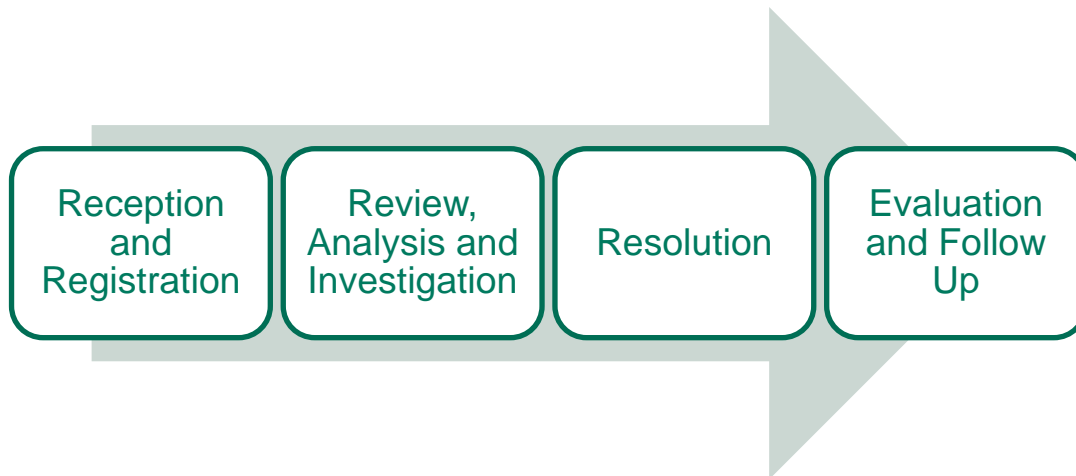 Reception
and
Registration
Review,
Analysis and
Investigation
Resolution
Evaluation
and Follow
Up